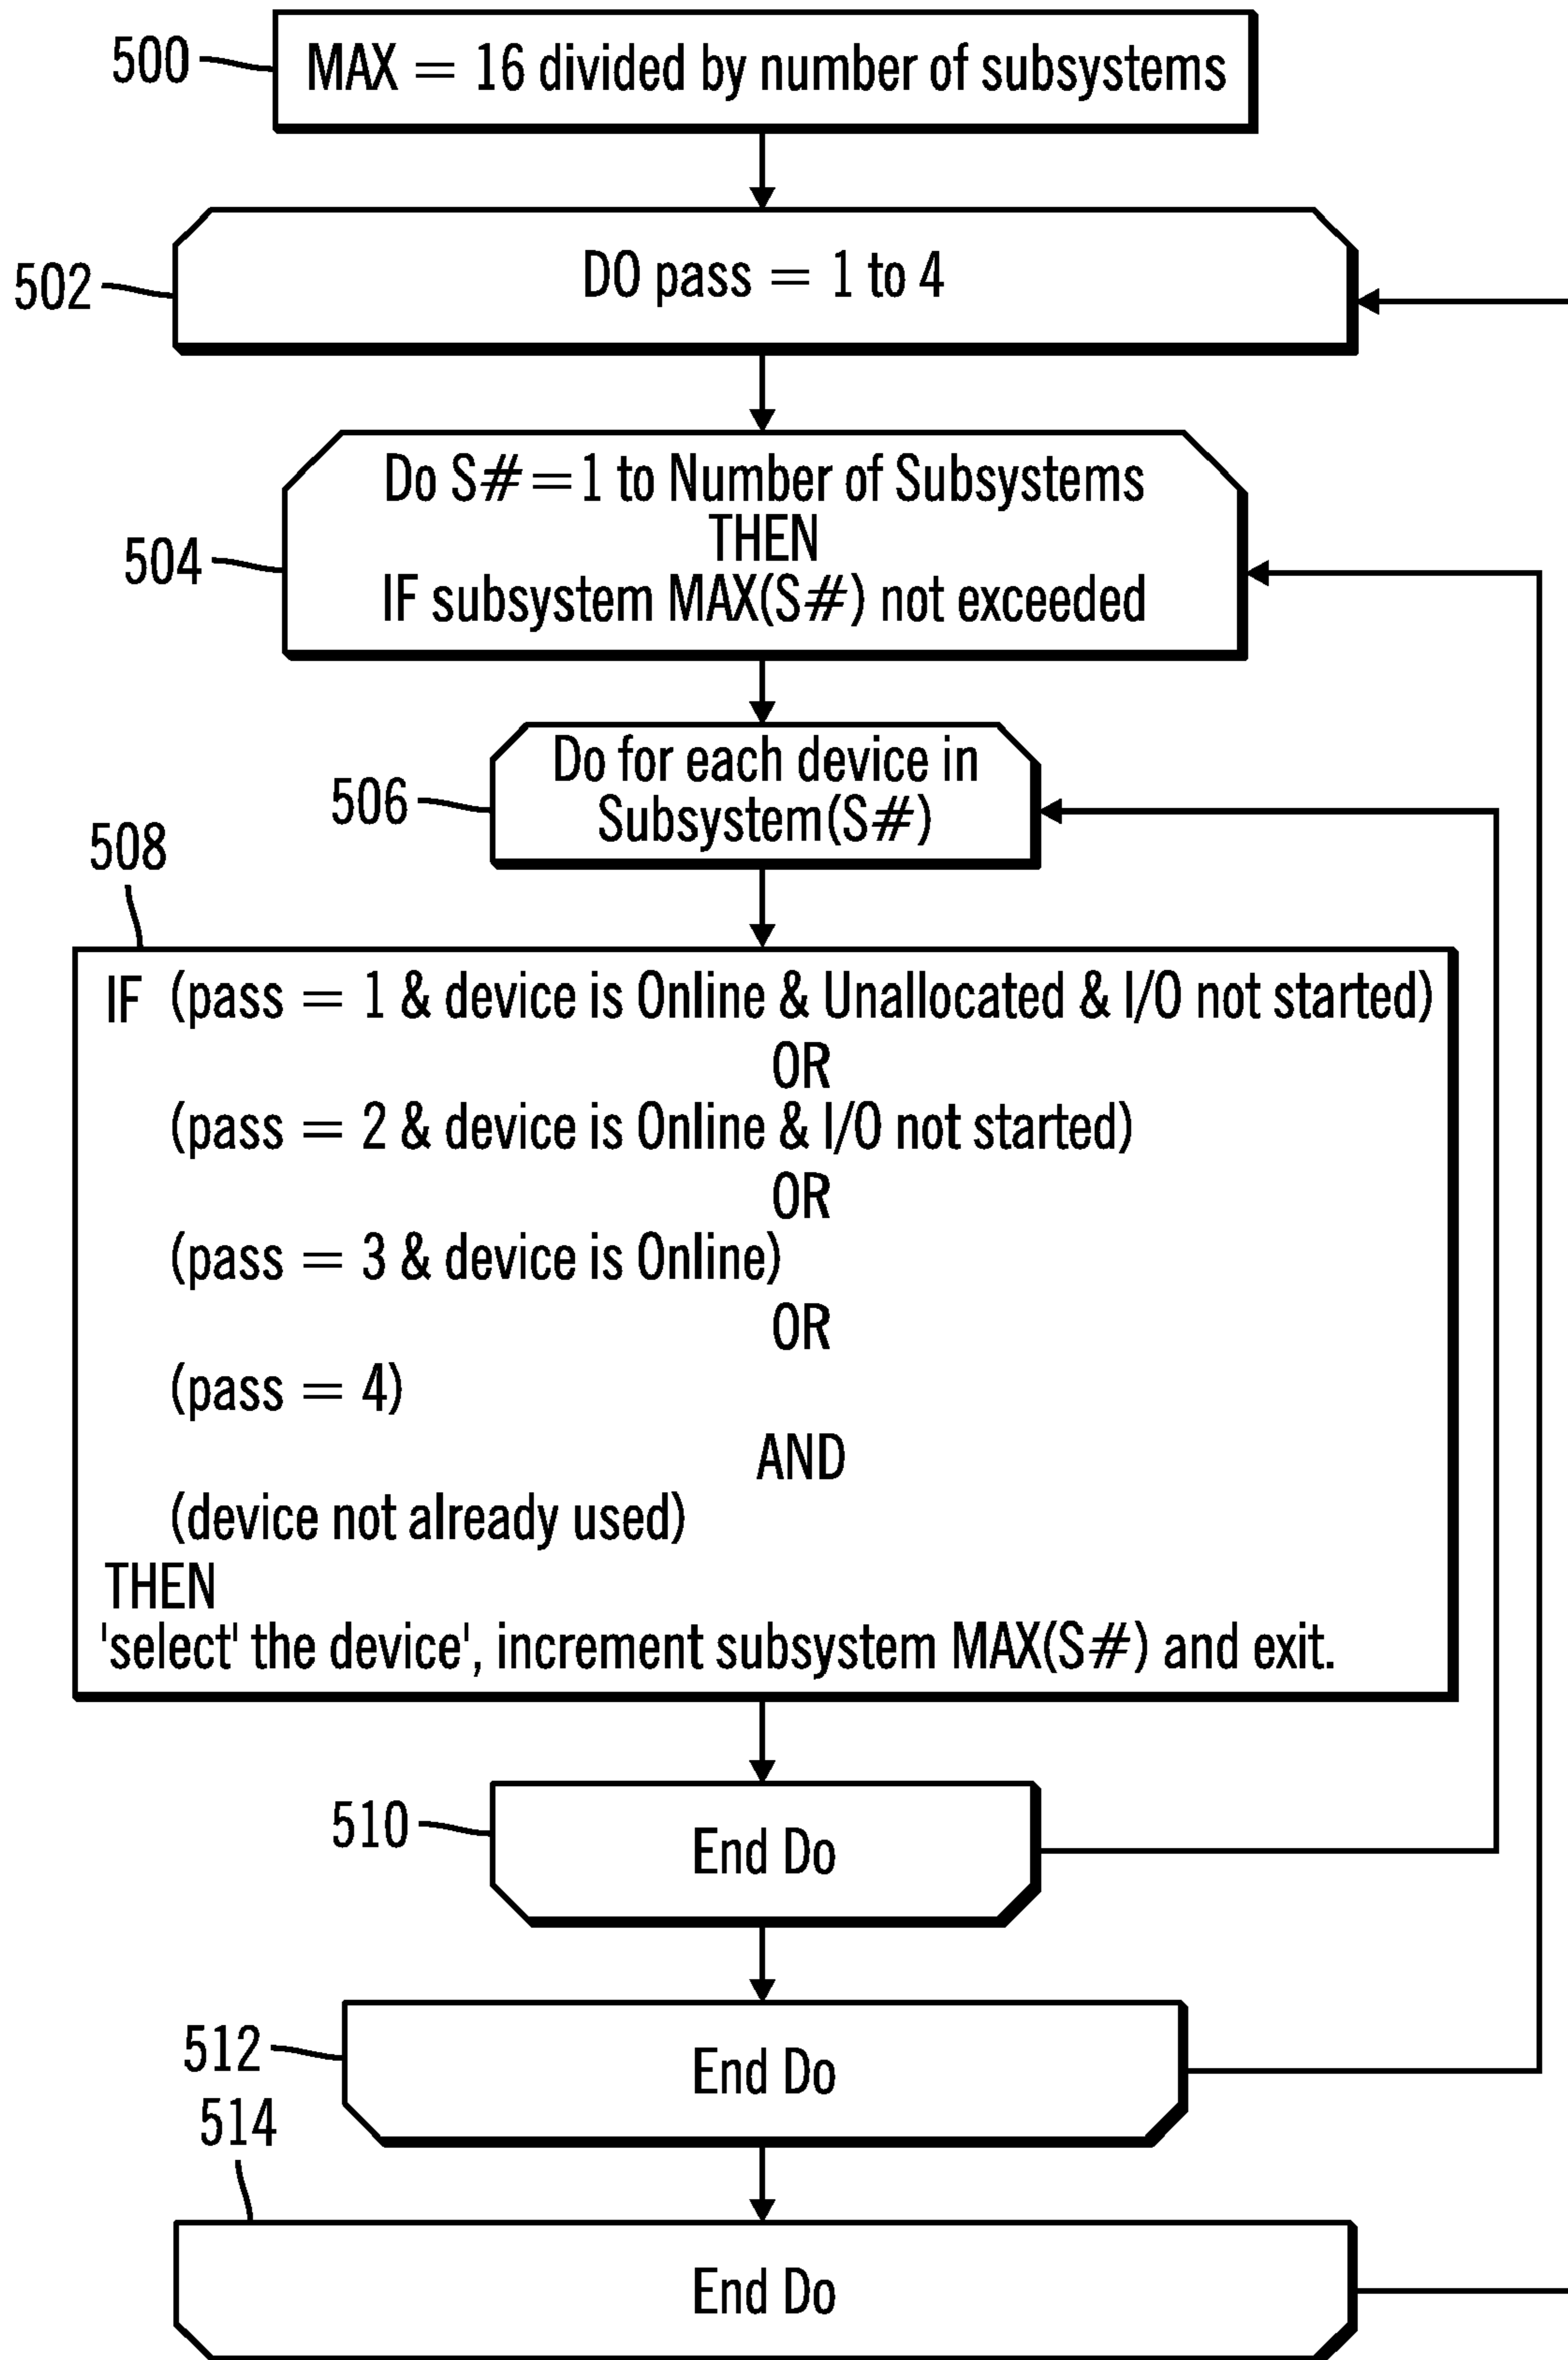 500
MAX = 16 divided by number of subsystems
502
DO pass = 1 to 4
504
Do S#=1 to Number of Subsystems
THEN
IF subsystem MAX(S#) not exceeded
506
Do for each device in
Subsystem(S#)
508
IF (pass = 1 & device is Online & Unallocated & I/O not started)
OR
(pass = 2 & device is Online & I/O not started)
OR
(pass = 3 & device is Online)
OR
(pass = 4)
AND
(device not already used)
THEN
'select' the device', increment subsystem MAX(S#) and exit.
510
End Do
512
End Do
514
End Do